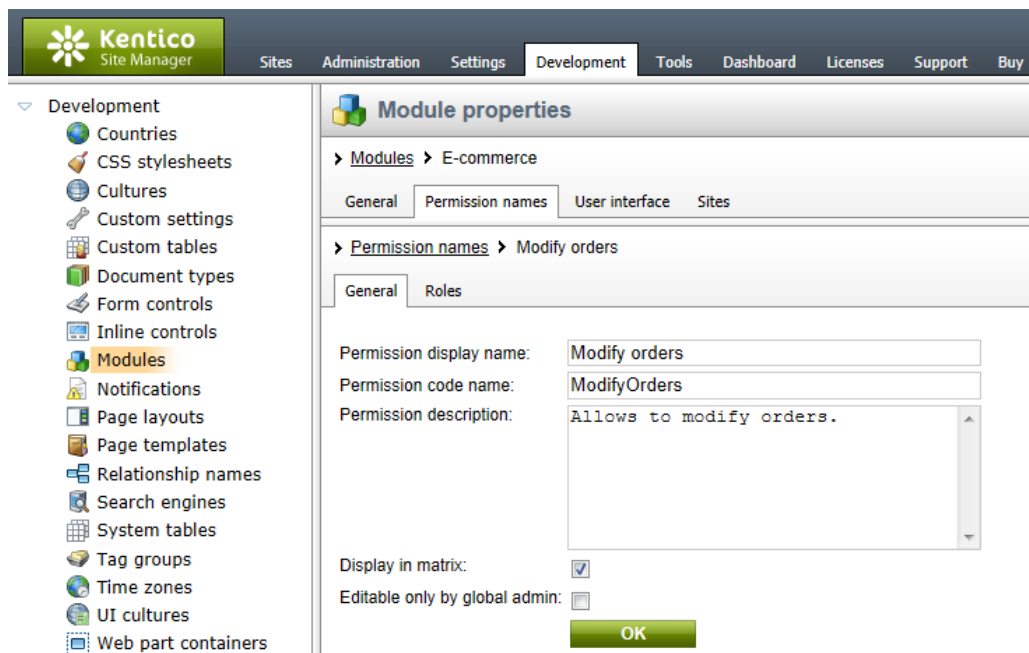 Kentico
Site Manager
Sites Administration Settings Development Tools Dashboard Licenses Support Buy
Development
Countries
CSS stylesheets
Cultures
Custom settings
Custom tables
Document types
Form controls
Inline controls
Modules
Notifications
Page layouts
Page templates
Relationship names
Search engines
System tables
Tag groups
Time zones
UI cultures
Web part containers
Module properties
Modules E-commerce
General Permission names User interface Sites
Permission names Modify orders
General Roles
Permission display name: Modify orders
Permission code name: ModifyOrders
Permission description: Allows to modify orders.
Display in matrix:
Editable only by global admin:
OK